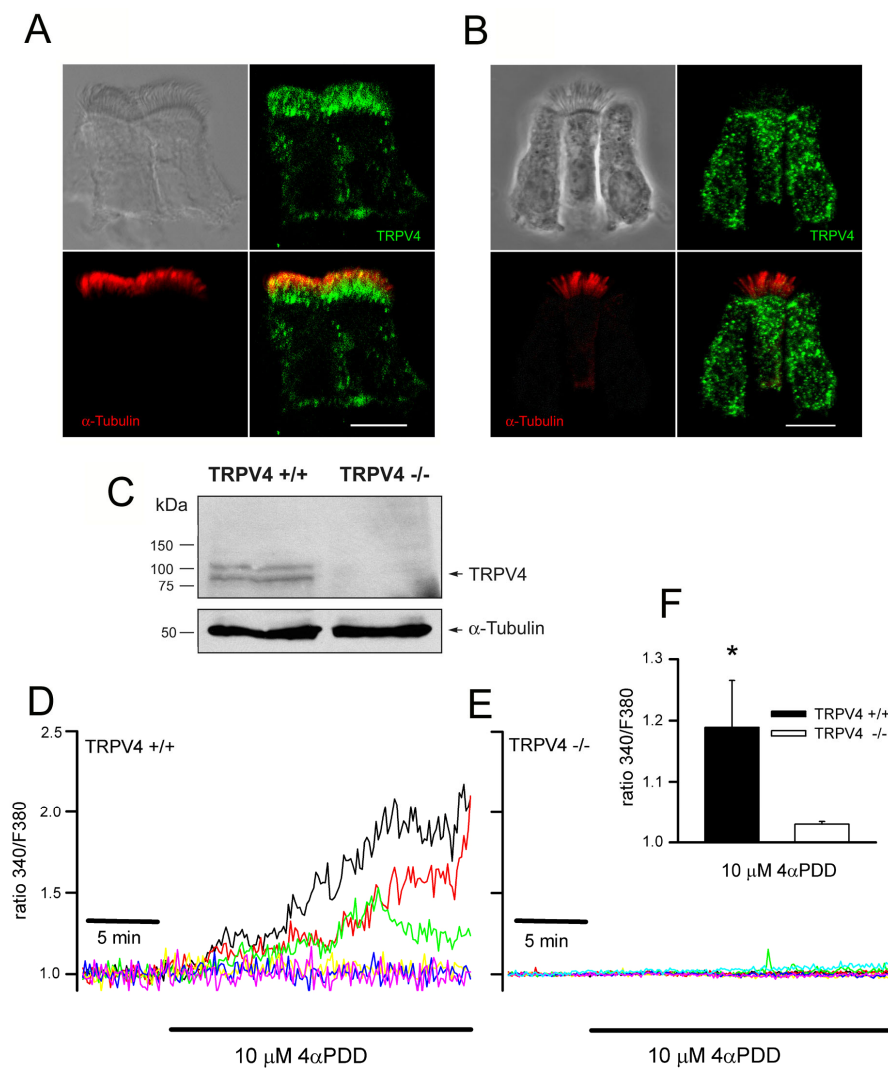 A
B
TRPV4
TRPV4
α-Tubulin
α-Tubulin
C
TRPV4 +/+
TRPV4 -/-
kDa
150
100
75
TRPV4
50
α-Tubulin
D
E
F
2.5
2.0
1.5
1.0
ratio 340/F380
TRPV4 +/+
5 min
10 μM 4αPDD
TRPV4 -/-
5 min
10 μM 4αPDD
1.3
1.2
1.1
1.0
ratio 340/F380
*
TRPV4 +/+
TRPV4 -/-
10 μM 4αPDD